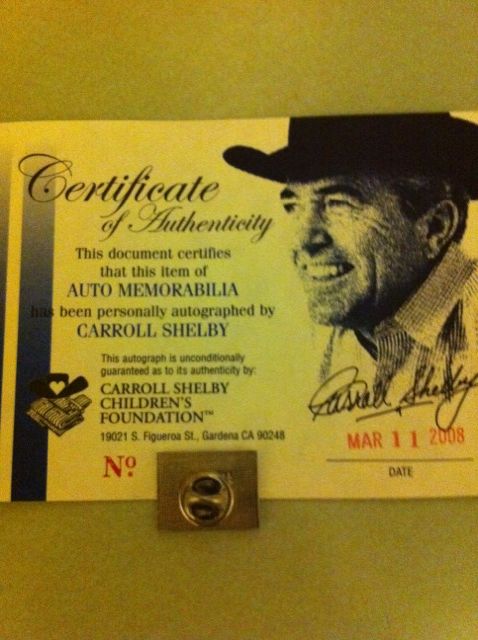 Certificate
of Authenticity
This document certifies
that this item of
AUTO MEMORABILIA
has been personally autographed by
CARROLL SHELBY
This autograph is unconditionally
guaranteed as to its authenticity by:
CARROLL SHELBY
CHILDREN'S
FOUNDATION™
19021 S. Figueroa St., Gardena CA 90248
Nº
Carroll Shelby
MAR 11 2008
DATE